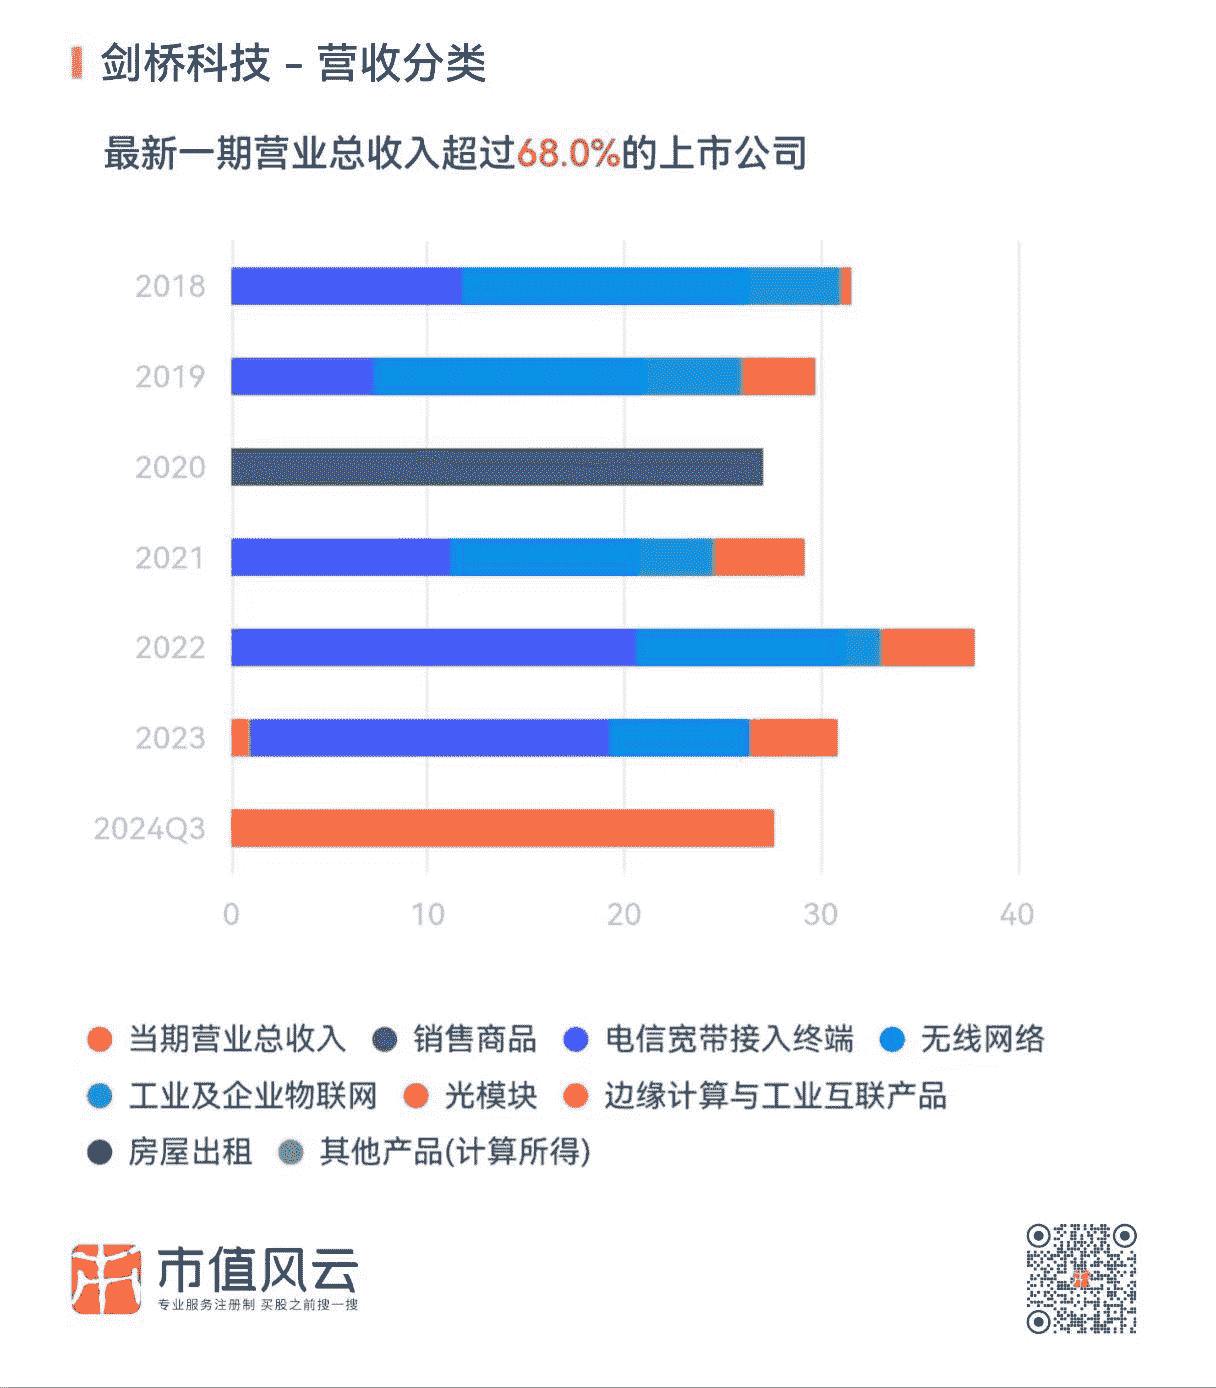 剑桥科技 – 营收分类
最新一期营业总收入超过68.0%的上市公司
2018
2019
2020
2021
2022
2023
2024Q3
0 10 20 30 40
当期营业总收入 销售商品 电信宽带接入终端 无线网络
工业及企业物联网 光模块 边缘计算与工业互联产品
房屋出租 其他产品(计算所得)
市值风云
专业服务注册制 买股之前搜一搜